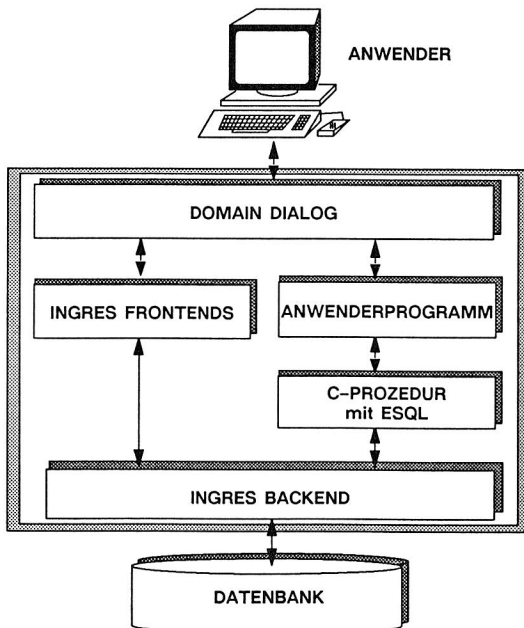 ANWENDER
DOMAIN DIALOG
INGRES FRONTENDS
ANWENDERPROGRAMM
C-PROZEDUR
mit ESQL
INGRES BACKEND
DATENBANK